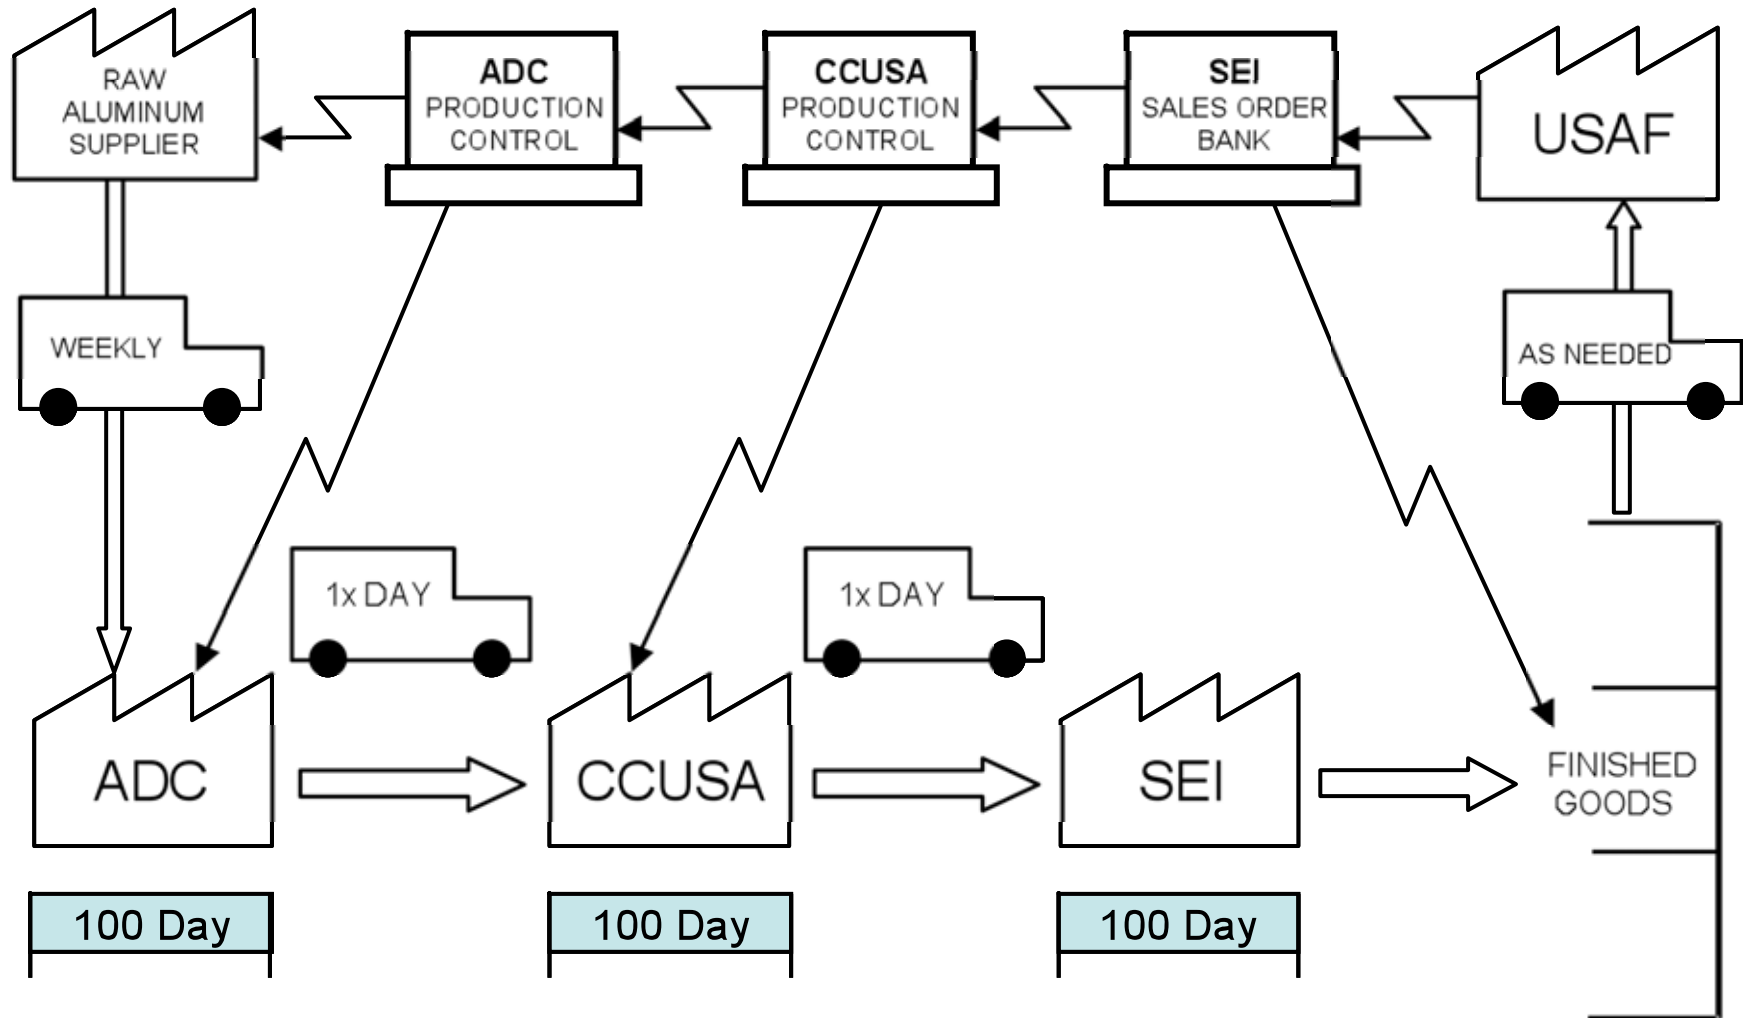 RAW
ALUMINUM
SUPPLIER
ADC
PRODUCTION
CONTROL
CCUSA
PRODUCTION
CONTROL
SEI
SALES ORDER
BANK
USAF
WEEKLY
AS NEEDED
1x DAY
1x DAY
ADC
CCUSA
SEI
FINISHED
GOODS
100 Day
100 Day
100 Day